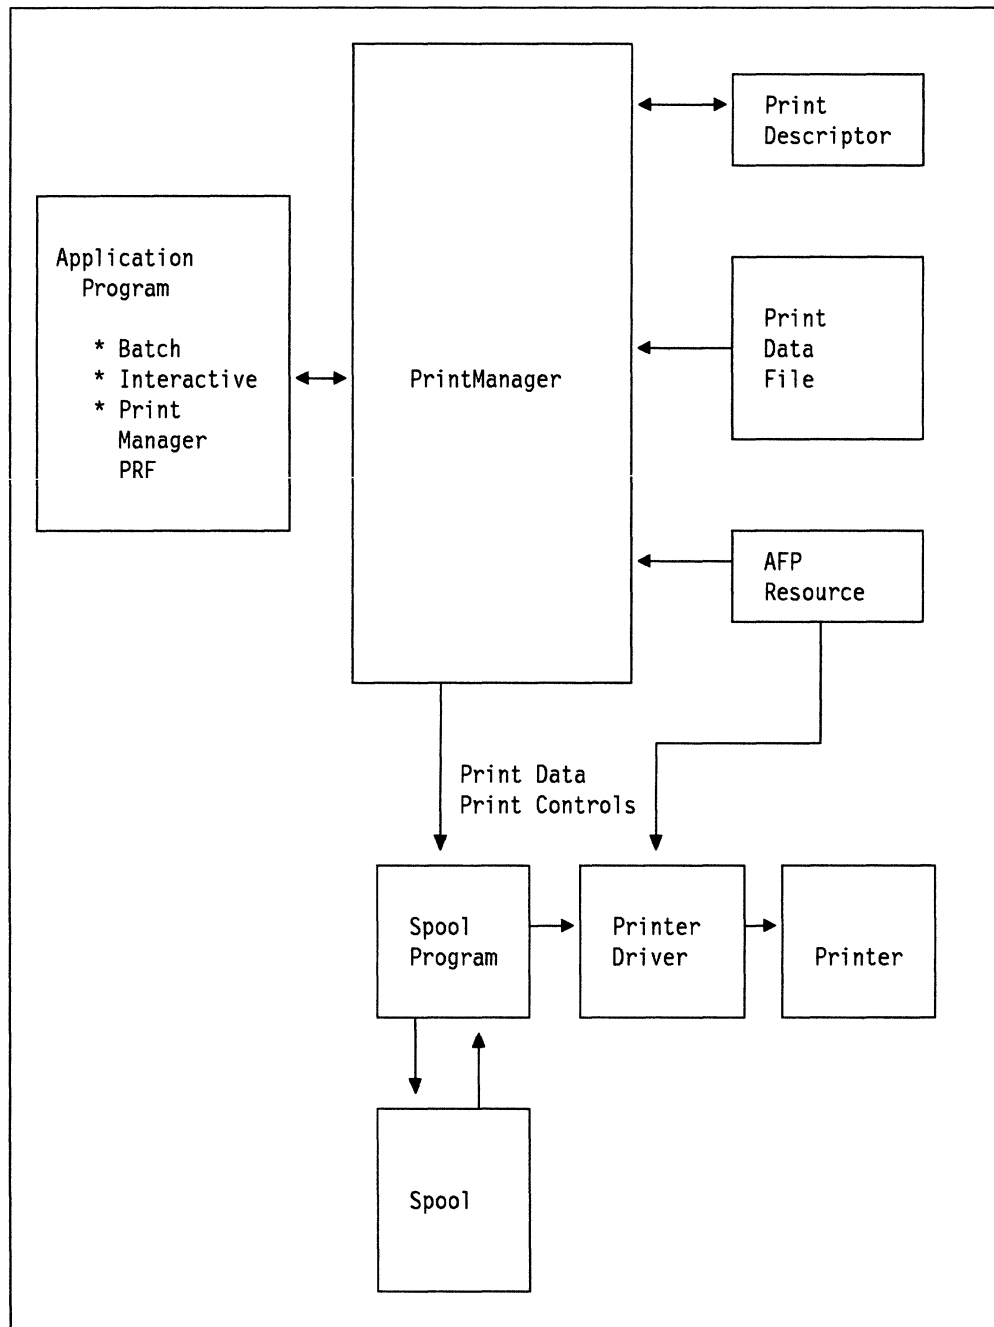 Print
Descriptor
Application
Program
* Batch
* Interactive
* Print
Manager
PRF
PrintManager
Print
Data
File
AFP
Resource
Print Data
Print Controls
Spool
Program
Printer
Driver
Printer
Spool